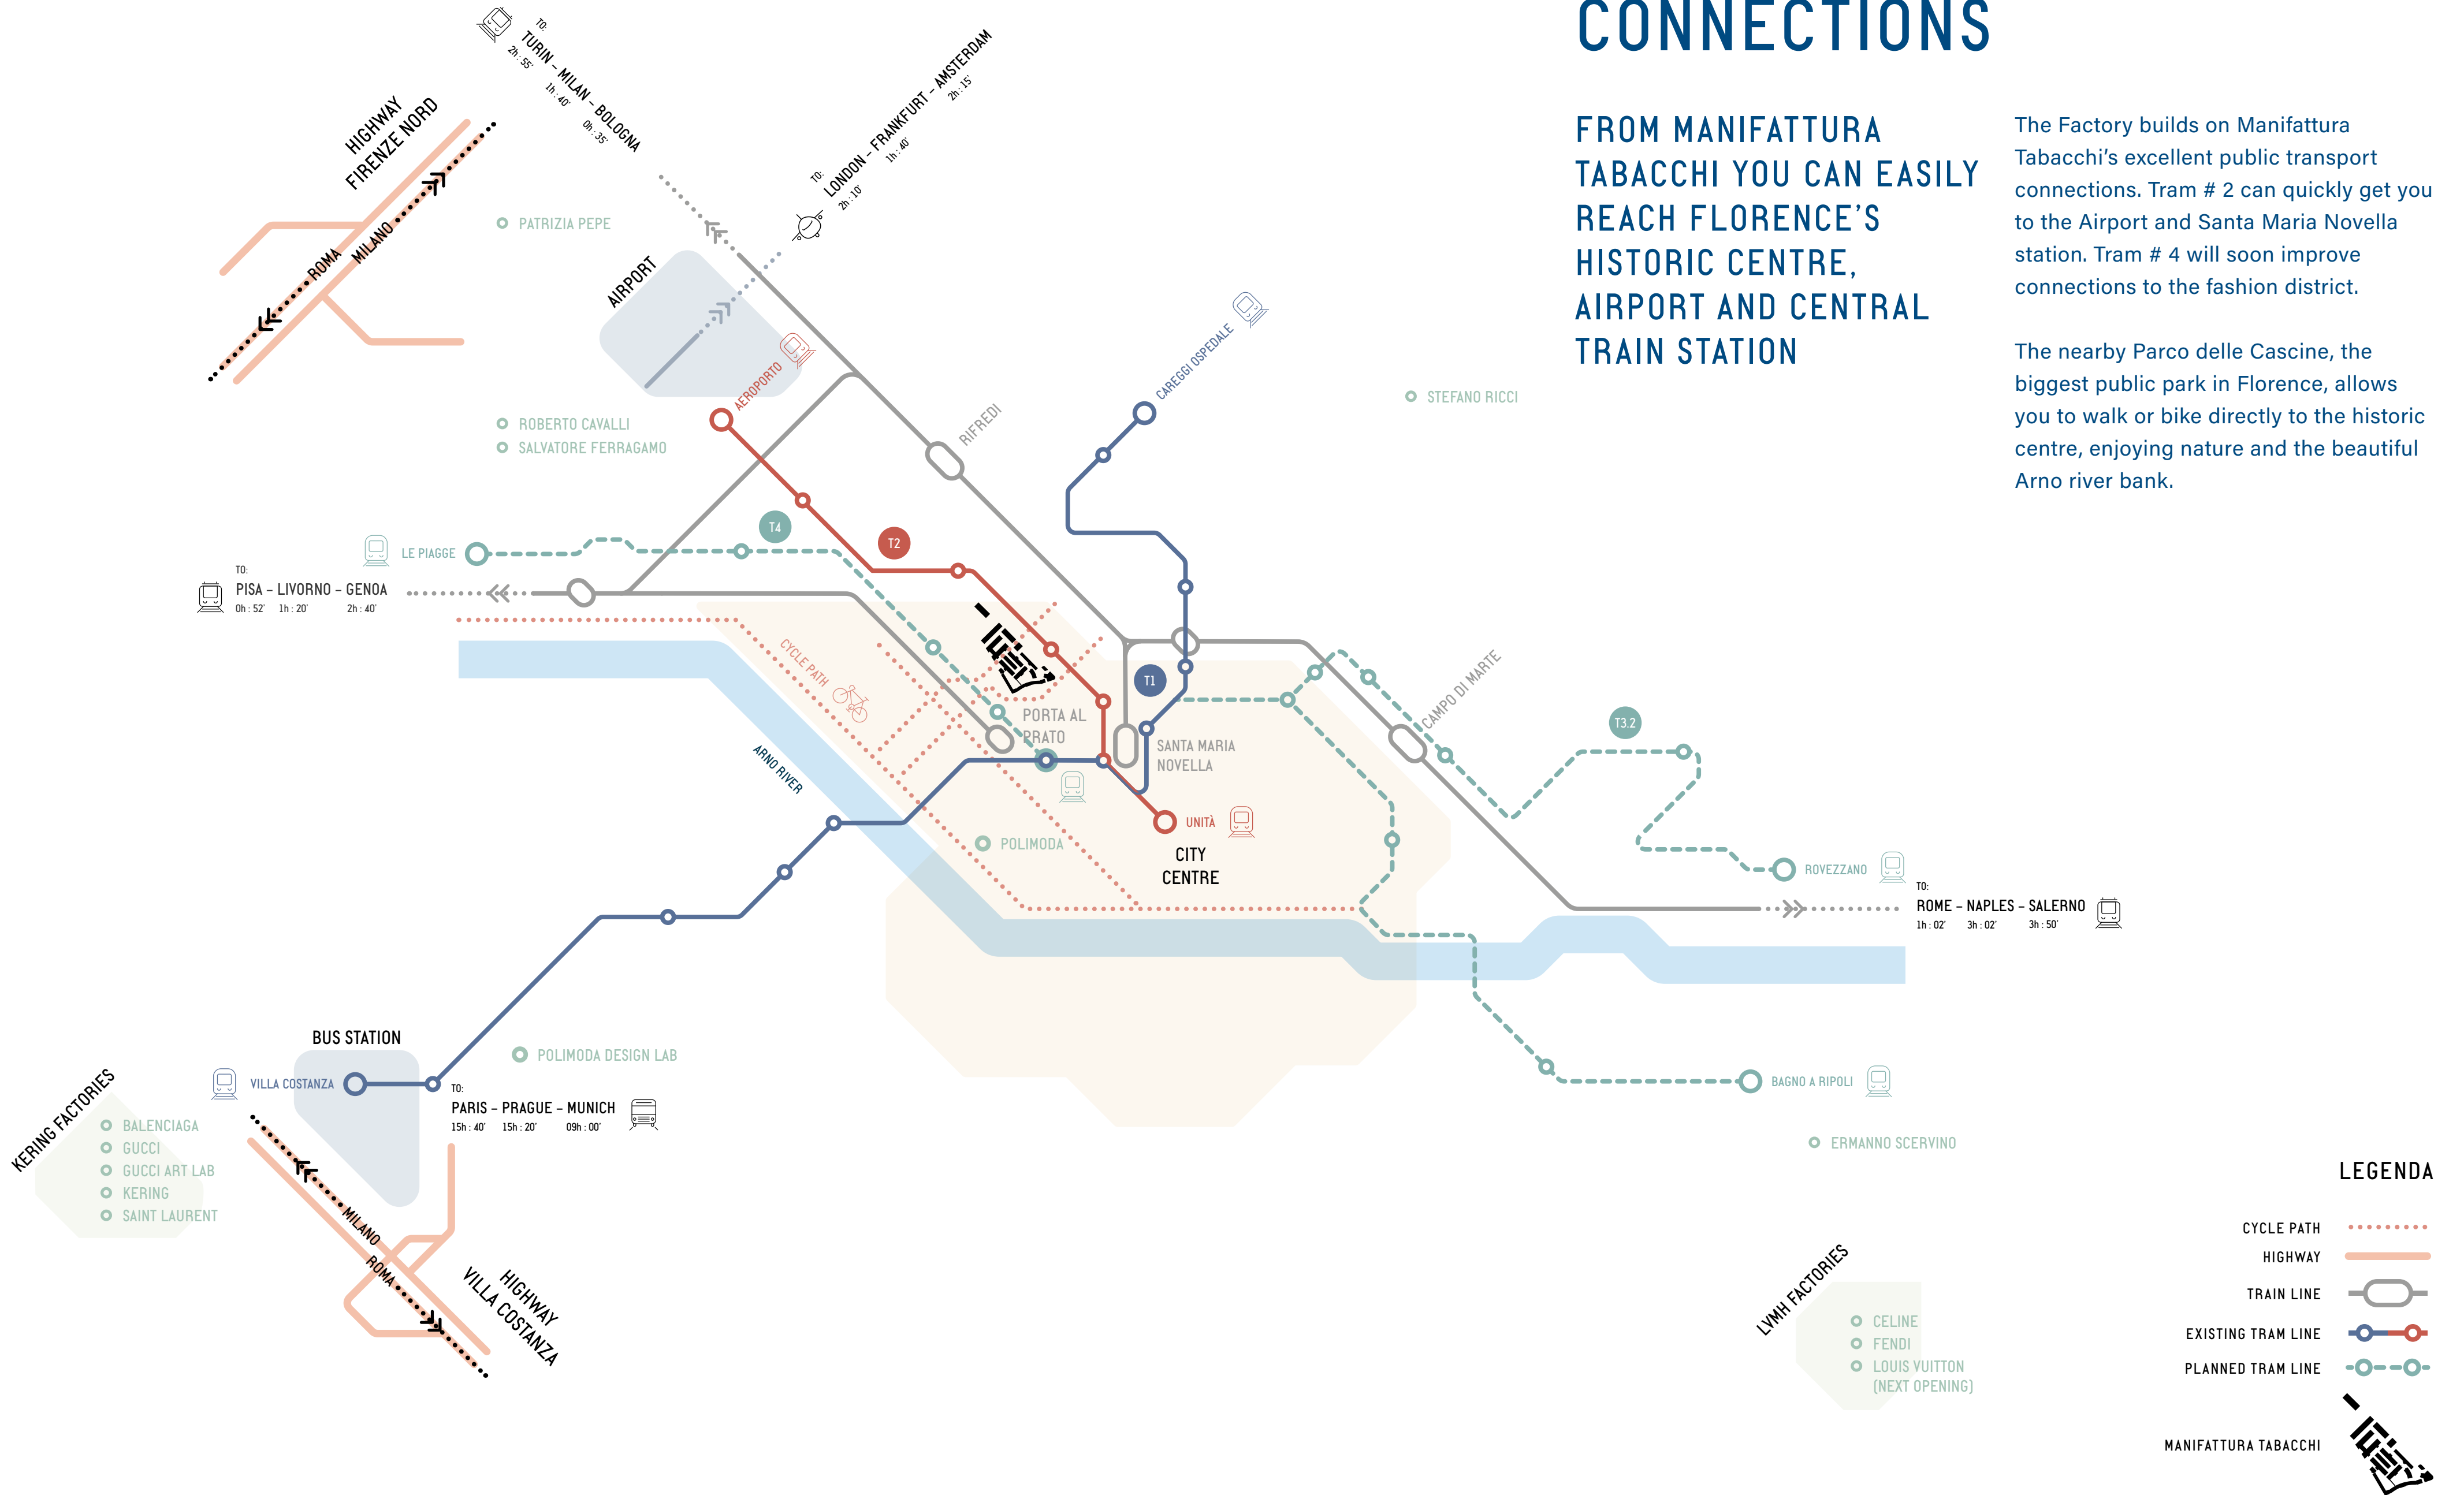 CONNECTIONS
FROM MANIFATTURA
TABACCHI YOU CAN EASILY
REACH FLORENCE'S
HISTORIC CENTRE,
AIRPORT AND CENTRAL
TRAIN STATION
The Factory builds on Manifattura
Tabacchi's excellent public transport
connections. Tram # 2 can quickly get you
to the Airport and Santa Maria Novella
station. Tram # 4 will soon improve
connections to the fashion district.
The nearby Parco delle Cascine, the
biggest public park in Florence, allows
you to walk or bike directly to the historic
centre, enjoying nature and the beautiful
Arno river bank.
TO:
TURIN – MILAN – BOLOGNA
2h : 55' 1h : 40' 0h : 35'
TO:
LONDON – FRANKFURT – AMSTERDAM
2h : 10' 1h : 40' 2h : 15'
HIGHWAY
FIRENZE NORD
ROMA MILANO
PATRIZIA PEPE
AIRPORT
AEROPORTO
ROBERTO CAVALLI
SALVATORE FERRAGAMO
RIFREDI
CAREGGI OSPEDALE
STEFANO RICCI
T4
T2
LE PIAGGE
TO:
PISA – LIVORNO – GENOA
0h : 52' 1h : 20' 2h : 40'
CYCLE PATH
ARNO RIVER
PORTA AL
PRATO
T1
SANTA MARIA
NOVELLA
CAMPO DI MARTE
T3.2
UNITÀ
POLIMODA
CITY
CENTRE
ROVEZZANO
TO:
ROME – NAPLES – SALERNO
1h : 02' 3h : 02' 3h : 50'
BUS STATION
VILLA COSTANZA
POLIMODA DESIGN LAB
TO:
PARIS – PRAGUE – MUNICH
15h : 40' 15h : 20' 09h : 00'
BAGNO A RIPOLI
ERMANNO SCERVINO
KERING FACTORIES
BALENCIAGA
GUCCI
GUCCI ART LAB
KERING
SAINT LAURENT
MILANO
ROMA
HIGHWAY
VILLA COSTANZA
LVMH FACTORIES
CELINE
FENDI
LOUIS VUITTON
(NEXT OPENING)
LEGENDA
CYCLE PATH
HIGHWAY
TRAIN LINE
EXISTING TRAM LINE
PLANNED TRAM LINE
MANIFATTURA TABACCHI